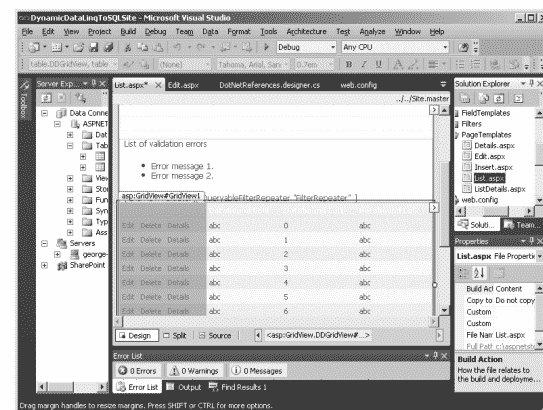 DynamicDataLinqToSQLSite - Microsoft Visual Studio
File Edit View Project Build Debug Team Data Format Tools Architecture Test Analyze Window Help
Debug Any CPU
table.DDGridView, table (None) Tahoma, Arial, San 0.7em B I U A
Server Exp...
Toolbox
Data Conne
ASPNET
Dat
Tab
View
Stor
Fun
Syn
Typ
Ass
Servers
george-
SharePoint
List.aspx* Edit.aspx DotNetReferences.designer.cs web.config
../../Site.master
List of validation errors
Error message 1.
Error message 2.
asp:GridView#GridView1
QueryableFilterRepeater "FilterRepeater" ]
Edit Delete Details abc 0 abc
Edit Delete Details abc 1 abc
Edit Delete Details abc 2 abc
Edit Delete Details abc 3 abc
Edit Delete Details abc 4 abc
Edit Delete Details abc 5 abc
Edit Delete Details abc 6 abc
Design Split Source <asp:GridView.DDGridView#...>
Error List
0 Errors 0 Warnings 0 Messages
Error List Output Find Results 1
Solution Explorer
FieldTemplates
Filters
PageTemplates
Details.aspx
Edit.aspx
Insert.aspx
List.aspx
ListDetails.aspx
web.config
Soluti... Team...
Properties
List.aspx File Properti
Build Act Content
Copy to Do not copy
Custom
Custom
File Nam List.aspx
Full Path c:\aspnetsto
Build Action
How the file relates to
the build and deployme...
Drag margin handles to resize margins. Press SHIFT or CTRL for more options.